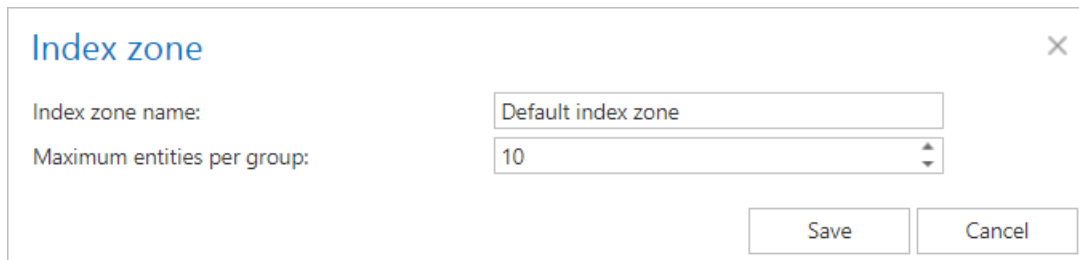 Index zone
Index zone name: Default index zone
Maximum entities per group: 10
Save Cancel